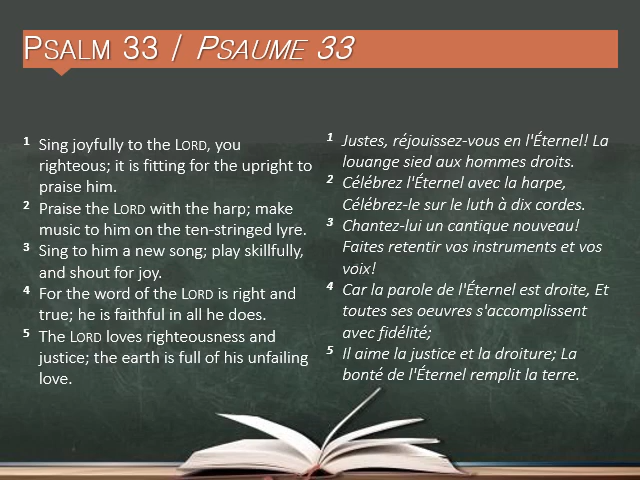 PSALM 33 / PSAUME 33
1 Sing joyfully to the LORD, you
righteous; it is fitting for the upright to
praise him.
2 Praise the LORD with the harp; make
music to him on the ten-stringed lyre.
3 Sing to him a new song; play skillfully,
and shout for joy.
4 For the word of the LORD is right and
true; he is faithful in all he does.
5 The LORD loves righteousness and
justice; the earth is full of his unfailing
love.
1 Justes, réjouissez-vous en l'Éternel! La
louange sied aux hommes droits.
2 Célébrez l'Éternel avec la harpe,
Célébrez-le sur le luth à dix cordes.
3 Chantez-lui un cantique nouveau!
Faites retentir vos instruments et vos
voix!
4 Car la parole de l'Éternel est droite, Et
toutes ses oeuvres s'accomplissent
avec fidélité;
5 Il aime la justice et la droiture; La
bonté de l'Éternel remplit la terre.